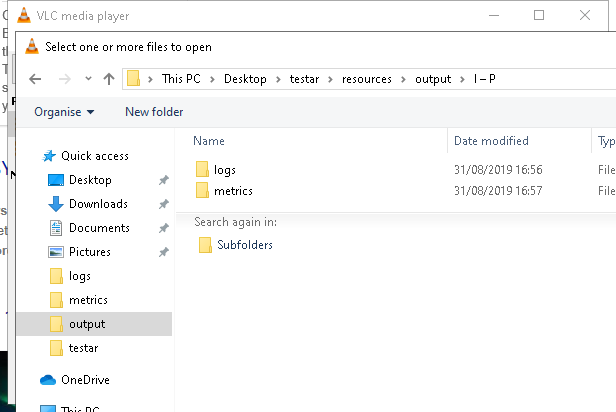 VLC media player
Select one or more files to open
This PC > Desktop > testar > resources > output > I – P
Organise New folder
Name Date modified Typ
Quick access
logs 31/08/2019 16:56 File
Desktop
metrics 31/08/2019 16:57 File
Downloads
Search again in:
Documents
Subfolders
Pictures
logs
metrics
output
testar
OneDrive
This PC